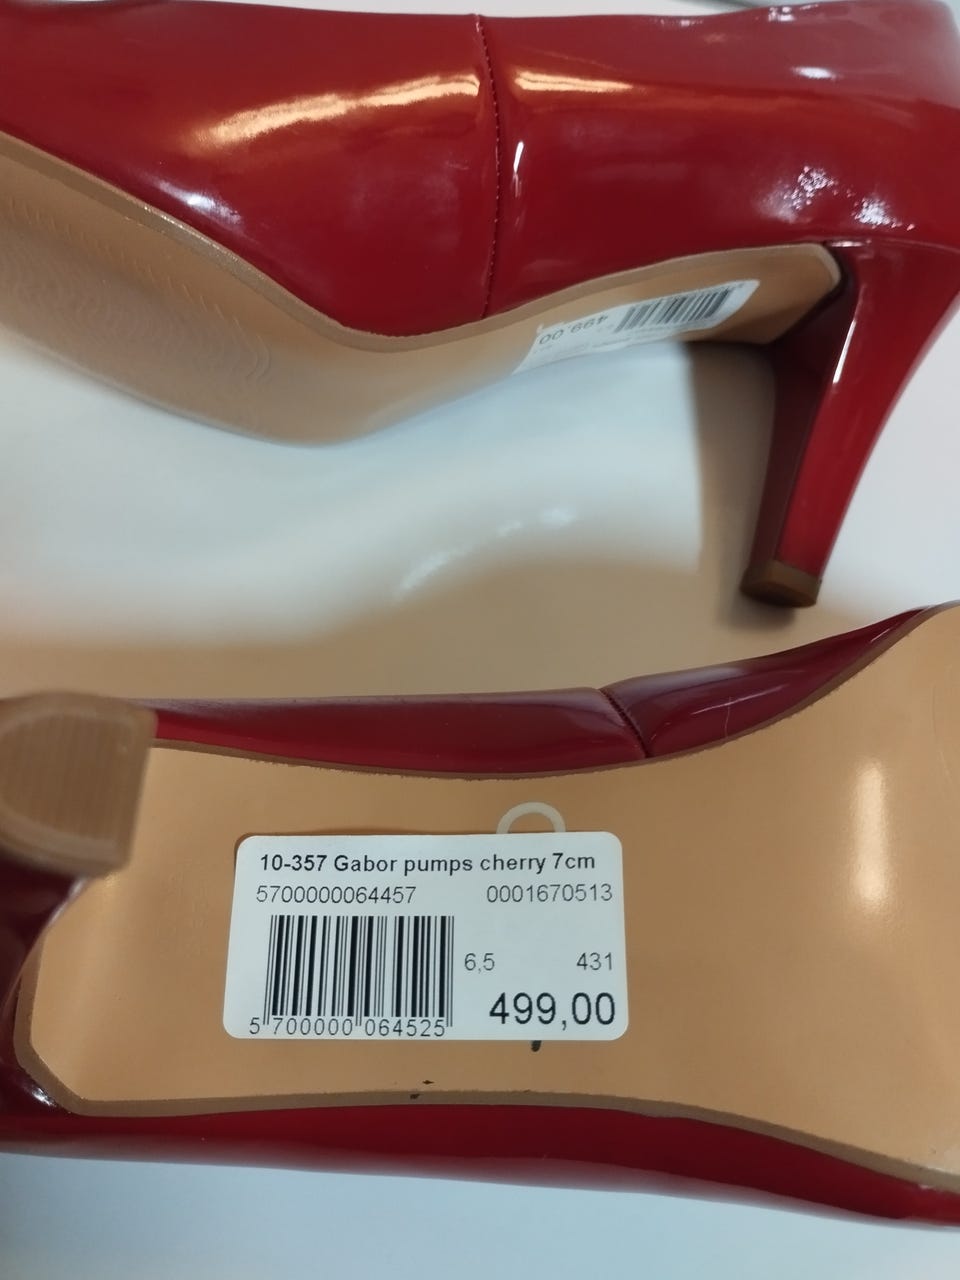 499.00
10-357 Gabor pumps cherry 7cm
5700000064457 0001670513
6,5 431
499,00
5 700000 064525